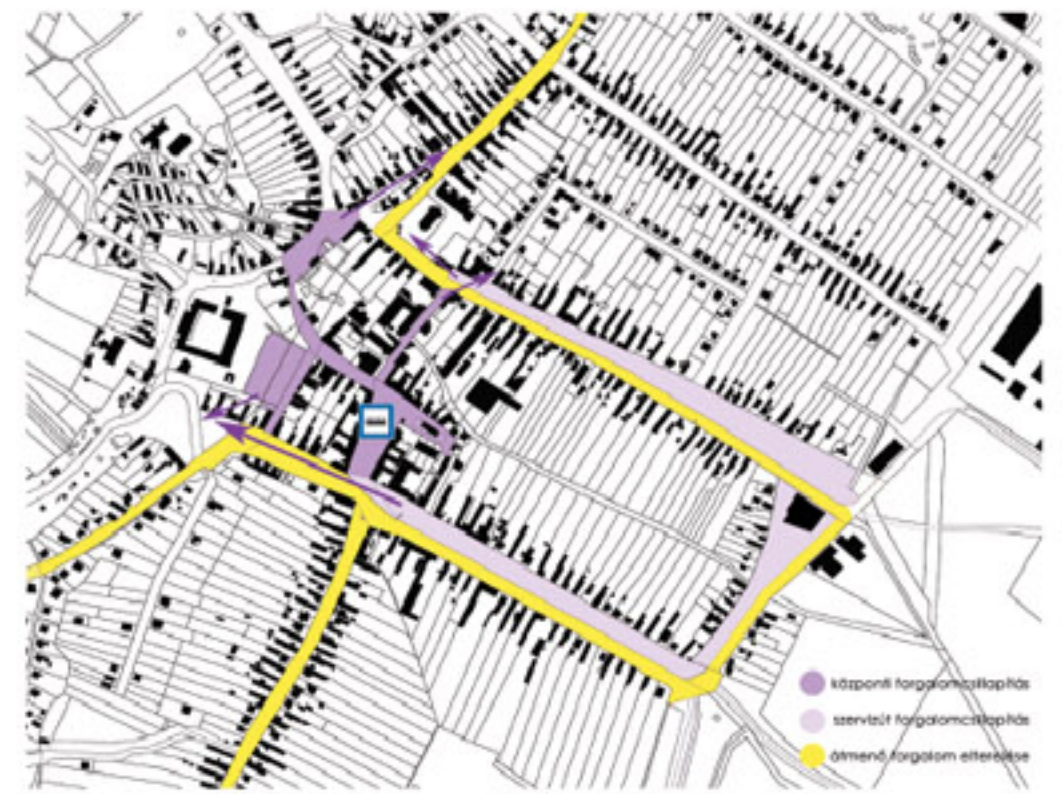 központi forgalomcsillapítás
szervizút forgalomcsillapítás
átmenő forgalom elterelése